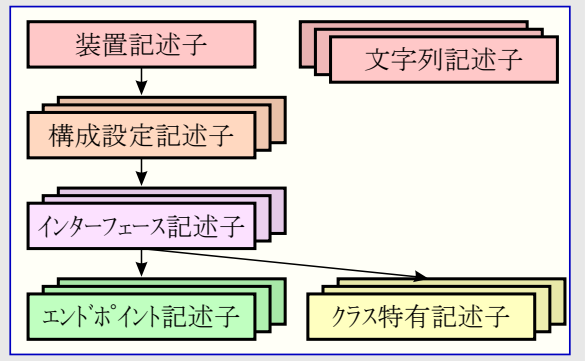 装置記述子
文字列記述子
構成設定記述子
インターフェース記述子
エンドポイント記述子
クラス特有記述子